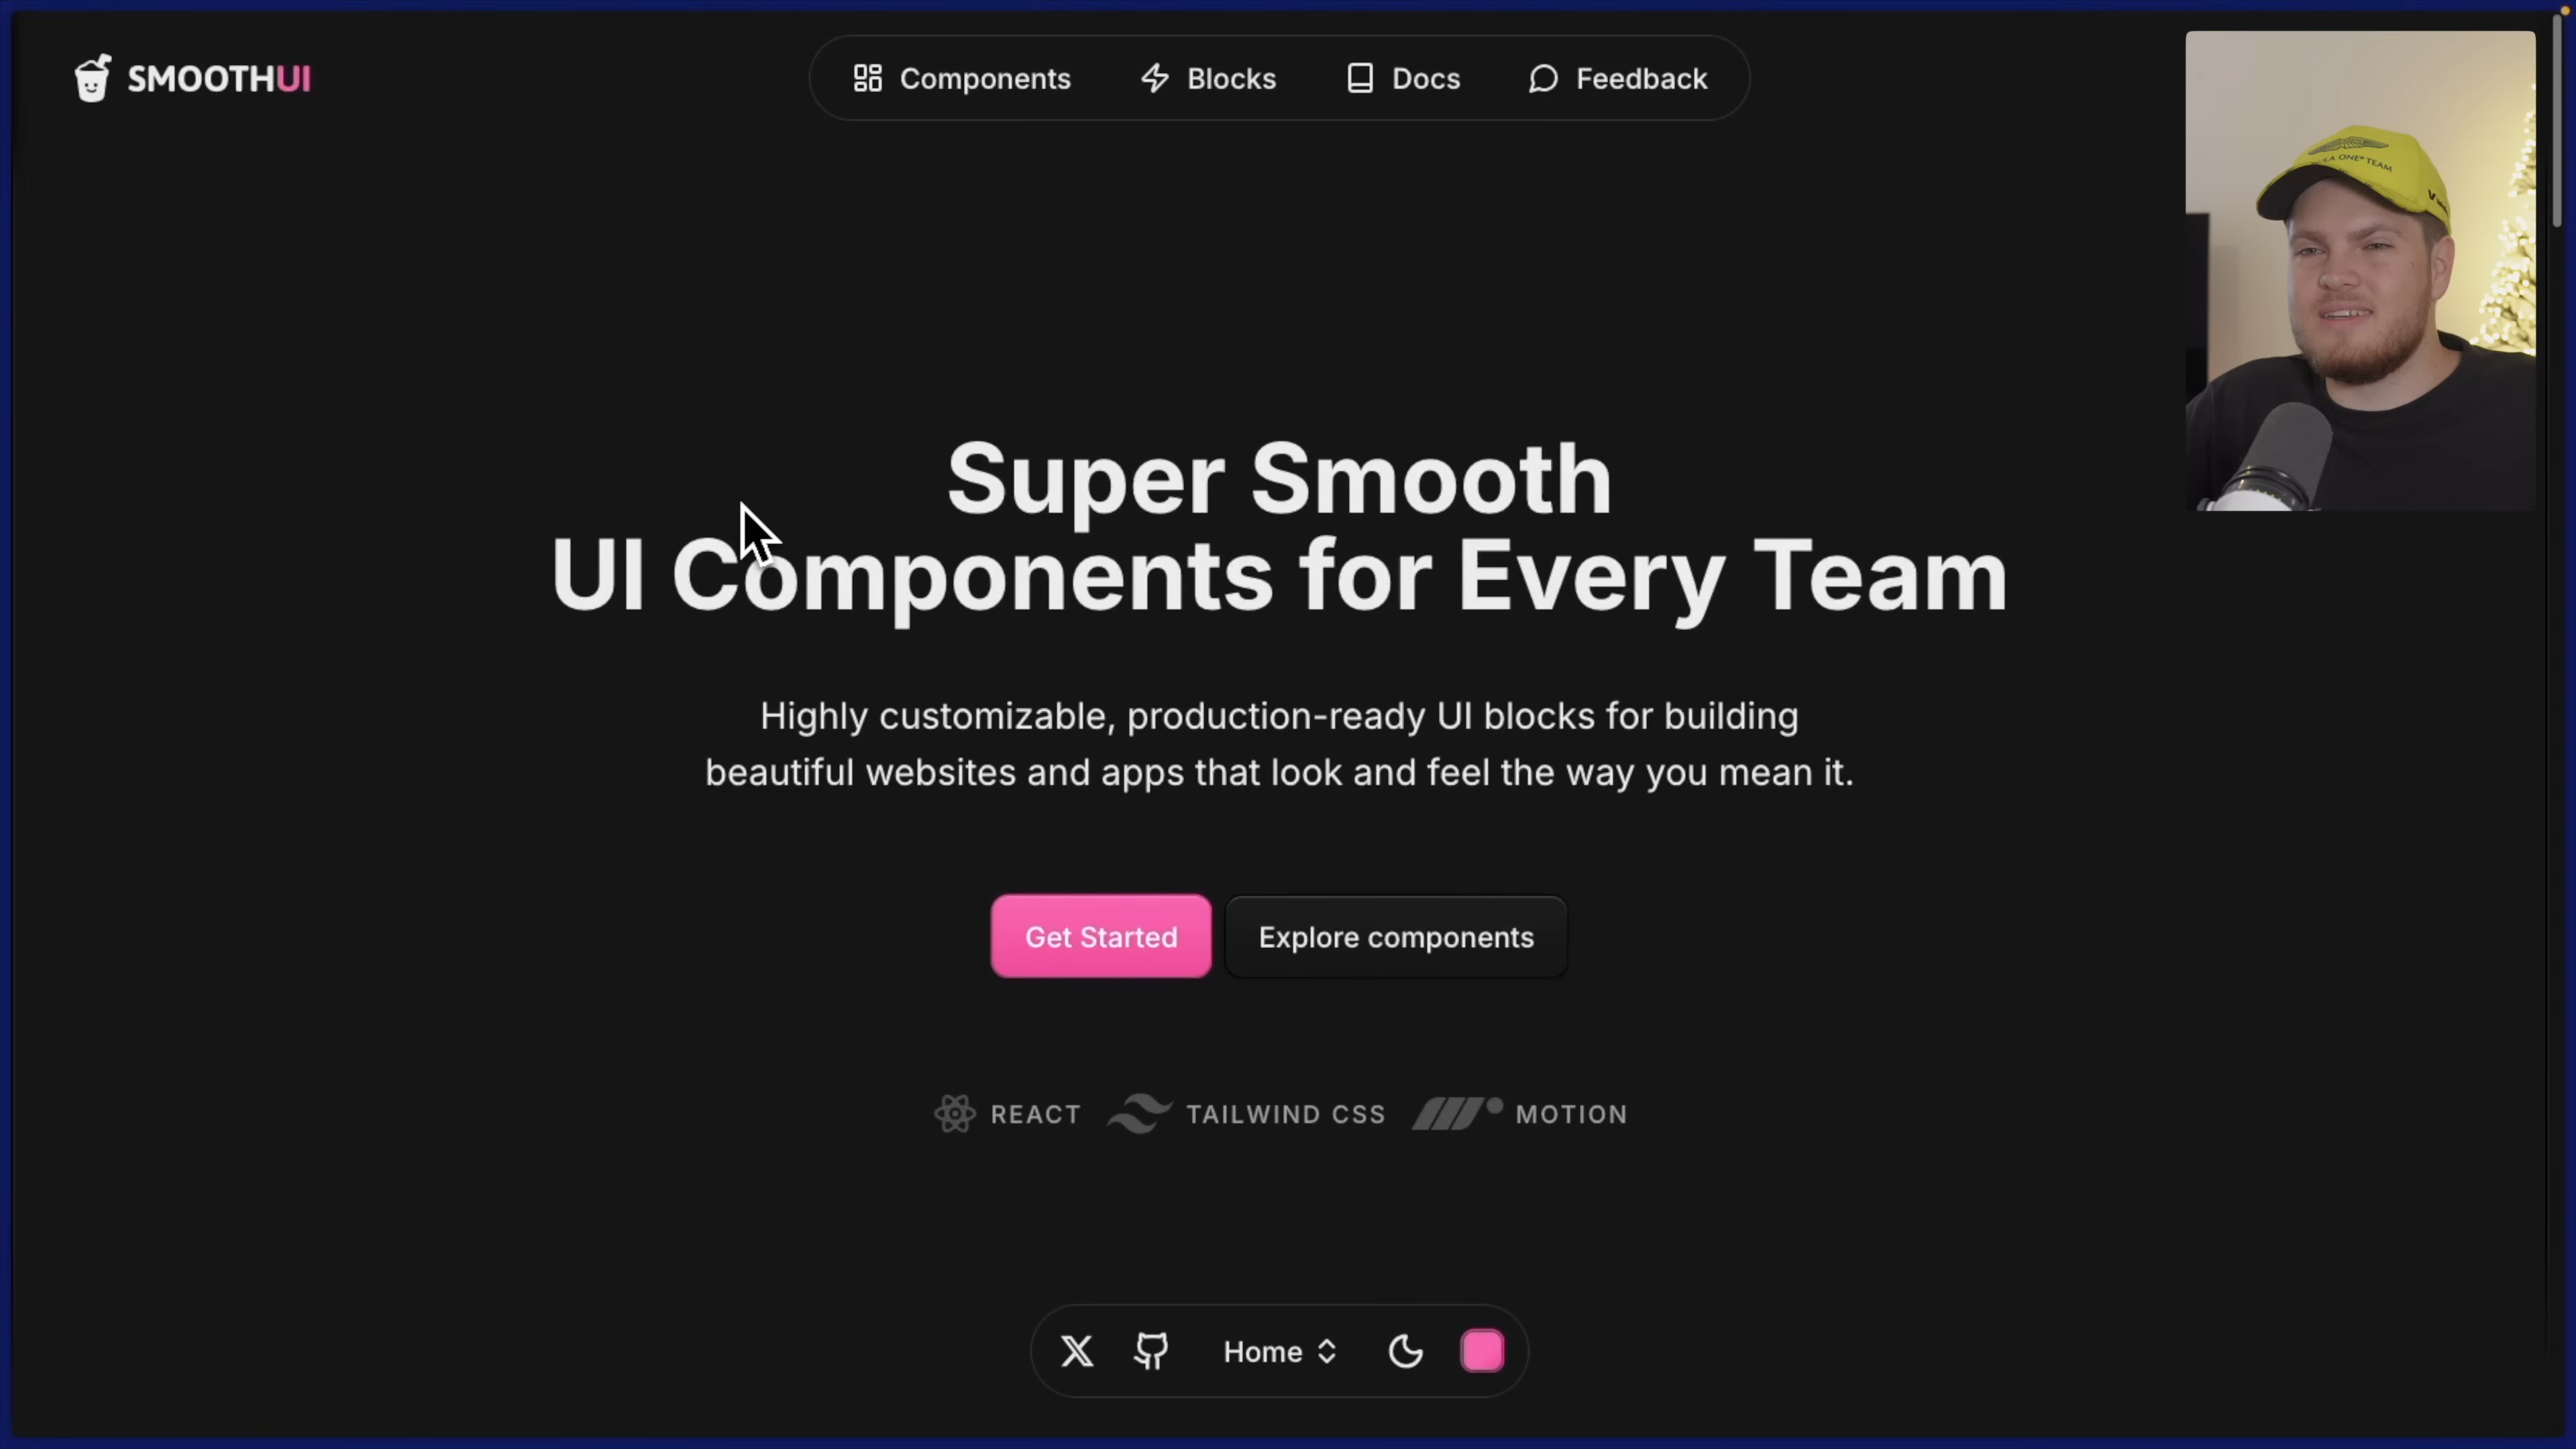 SMOOTHUI
Components
Blocks
Docs
Feedback
Super Smooth
UI Components for Every Team
Highly customizable, production-ready UI blocks for building
beautiful websites and apps that look and feel the way you mean it.
Get Started
Explore components
REACT
TAILWIND CSS
MOTION
Home
ONE TEAM